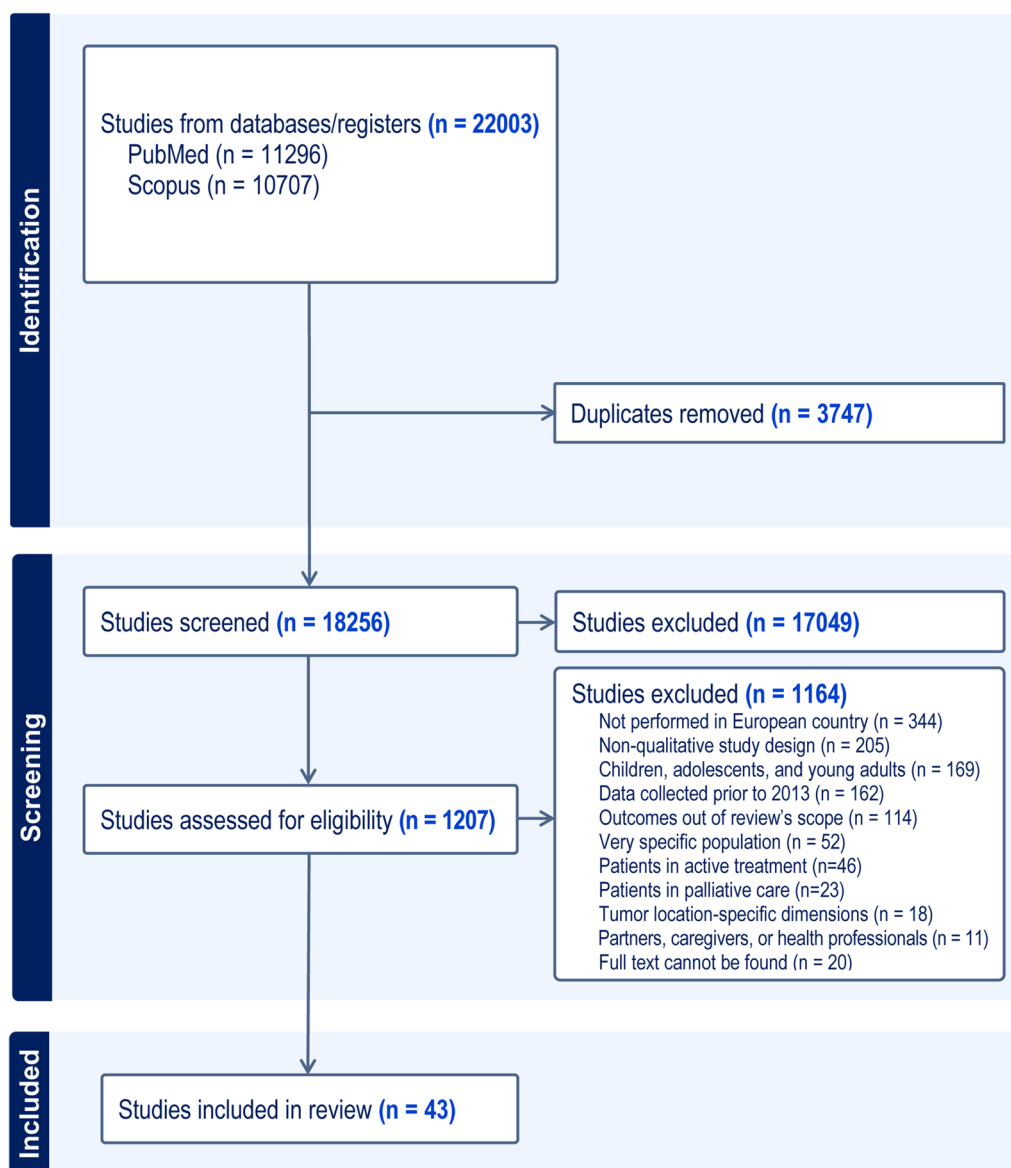 Identification
Studies from databases/registers (n = 22003)
PubMed (n = 11296)
Scopus (n = 10707)
Duplicates removed (n = 3747)
Screening
Studies screened (n = 18256)
Studies excluded (n = 17049)
Studies assessed for eligibility (n = 1207)
Studies excluded (n = 1164)
Not performed in European country (n = 344)
Non-qualitative study design (n = 205)
Children, adolescents, and young adults (n = 169)
Data collected prior to 2013 (n = 162)
Outcomes out of review's scope (n = 114)
Very specific population (n = 52)
Patients in active treatment (n=46)
Patients in palliative care (n=23)
Tumor location-specific dimensions (n = 18)
Partners, caregivers, or health professionals (n = 11)
Full text cannot be found (n = 20)
Included
Studies included in review (n = 43)